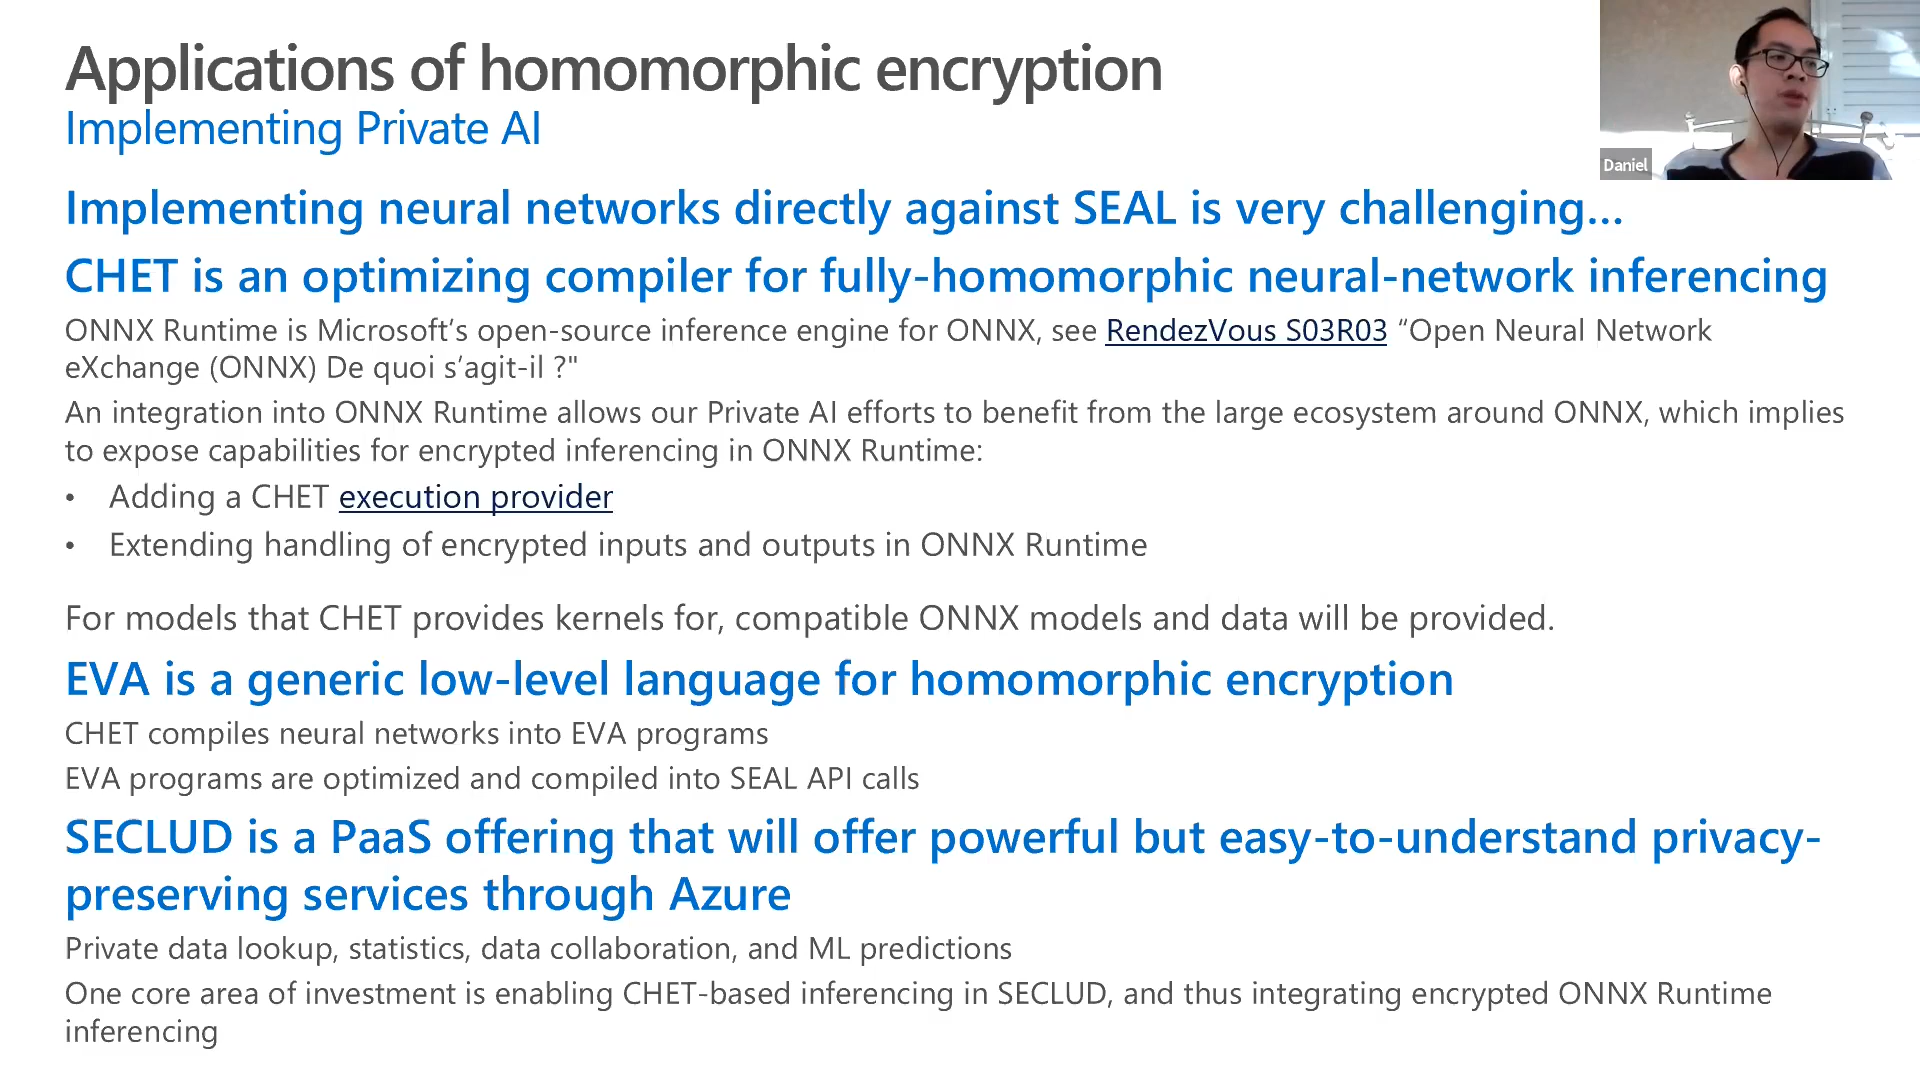 Applications of homomorphic encryption
Implementing Private AI
Daniel
Implementing neural networks directly against SEAL is very challenging…
CHET is an optimizing compiler for fully-homomorphic neural-network inferencing
ONNX Runtime is Microsoft’s open-source inference engine for ONNX, see RendezVous S03R03 “Open Neural Network
eXchange (ONNX) De quoi s’agit-il ?"
An integration into ONNX Runtime allows our Private AI efforts to benefit from the large ecosystem around ONNX, which implies
to expose capabilities for encrypted inferencing in ONNX Runtime:
• Adding a CHET execution provider
• Extending handling of encrypted inputs and outputs in ONNX Runtime
For models that CHET provides kernels for, compatible ONNX models and data will be provided.
EVA is a generic low-level language for homomorphic encryption
CHET compiles neural networks into EVA programs
EVA programs are optimized and compiled into SEAL API calls
SECLUD is a PaaS offering that will offer powerful but easy-to-understand privacy-
preserving services through Azure
Private data lookup, statistics, data collaboration, and ML predictions
One core area of investment is enabling CHET-based inferencing in SECLUD, and thus integrating encrypted ONNX Runtime
inferencing